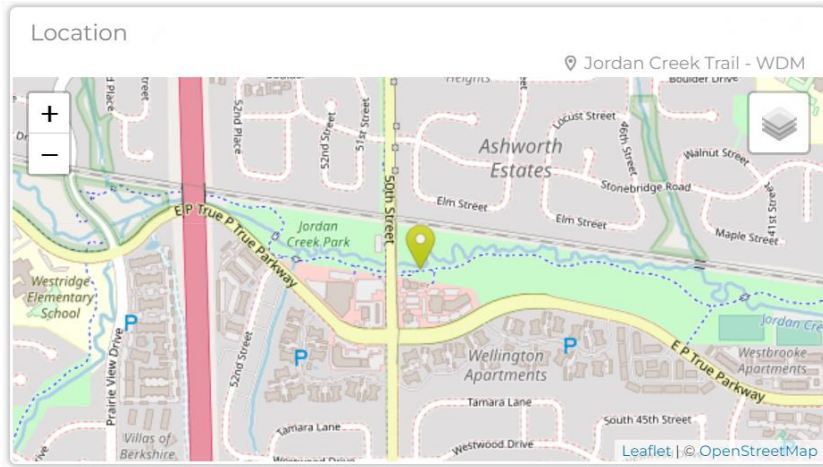 Location
Jordan Creek Trail - WDM
+
−
Heights
Boulder Drive
52nd Place
52nd Street
51st Street
50th Street
Ashworth
Estates
Locust Street
46th Street
Walnut Street
Stonebridge Road
41st Street
Elm Street
Elm Street
Maple Street
E P True P T True Parkway
Jordan
Creek Park
Westridge
Elementary
School
P
Prairie View Drive
52nd Street
P
P
Wellington
Apartments
E P True Parkway
Westbrooke
Apartments
Tamara Lane
Tamara Lane
South 45th Street
Villas of
Berkshire
Westwood Drive
Westwood Drive
Leaflet | © OpenStreetMap